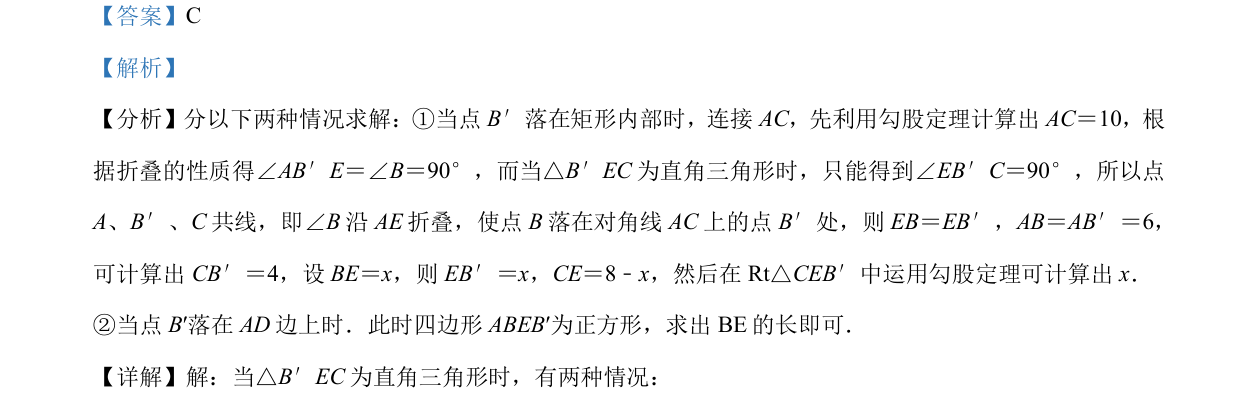 【答案】C
【解析】
【分析】分以下两种情况求解：①当点 B′ 落在矩形内部时，连接 AC，先利用勾股定理计算出 AC＝10，根
据折叠的性质得∠AB′ E＝∠B＝90°，而当△B′ EC 为直角三角形时，只能得到∠EB′ C＝90°，所以点
A、B′ 、C 共线，即∠B 沿 AE 折叠，使点 B 落在对角线 AC 上的点 B′ 处，则 EB＝EB′ ，AB＝AB′ ＝6，
可计算出 CB′ ＝4，设 BE＝x，则 EB′ ＝x，CE＝8﹣x，然后在 Rt△CEB′ 中运用勾股定理可计算出 x．
②当点 B′落在 AD 边上时．此时四边形 ABEB′为正方形，求出 BE 的长即可．
【详解】解：当△B′ EC 为直角三角形时，有两种情况：